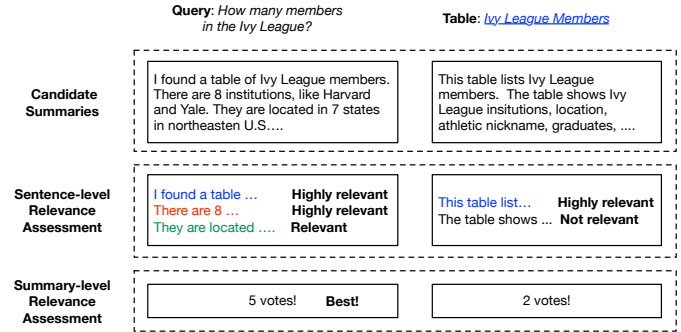 Query: How many members
in the Ivy League?
Table: Ivy League Members
Candidate
Summaries
I found a table of Ivy League members.
There are 8 institutions, like Harvard
and Yale. They are located in 7 states
in northeasten U.S....
This table lists Ivy League
members.  The table shows Ivy
League insitutions, location,
athletic nickname, graduates, ....
Sentence-level
Relevance
Assessment
I found a table ... Highly relevant
There are 8 ... Highly relevant
They are located .... Relevant
This table list... Highly relevant
The table shows ... Not relevant
Summary-level
Relevance
Assessment
5 votes! Best!
2 votes!